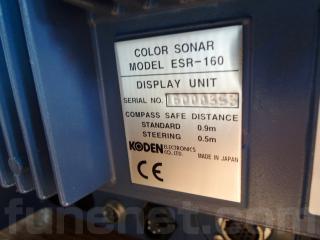 COLOR SONAR
MODEL ESR-160
DISPLAY UNIT
SERIAL NO.
COMPASS SAFE DISTANCE
STANDARD 0.9m
STEERING 0.5m
KODEN ELECTRONICS CO., LTD. MADE IN JAPAN
CE
funenet.com